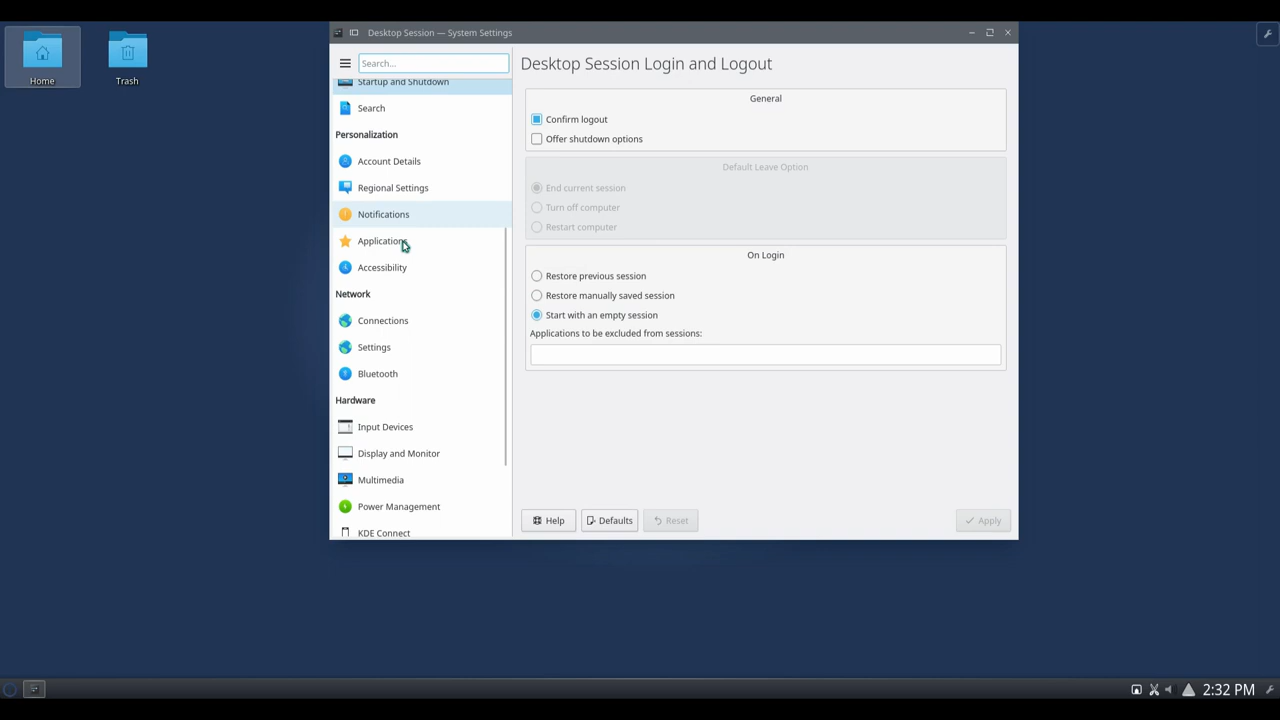 Home
Trash
Desktop Session — System Settings
Search...
Startup and Shutdown
Search
Personalization
Account Details
Regional Settings
Notifications
Applications
Accessibility
Network
Connections
Settings
Bluetooth
Hardware
Input Devices
Display and Monitor
Multimedia
Power Management
KDE Connect
Desktop Session Login and Logout
General
Confirm logout
Offer shutdown options
Default Leave Option
End current session
Turn off computer
Restart computer
On Login
Restore previous session
Restore manually saved session
Start with an empty session
Applications to be excluded from sessions:
Help
Defaults
Reset
Apply
2:32 PM